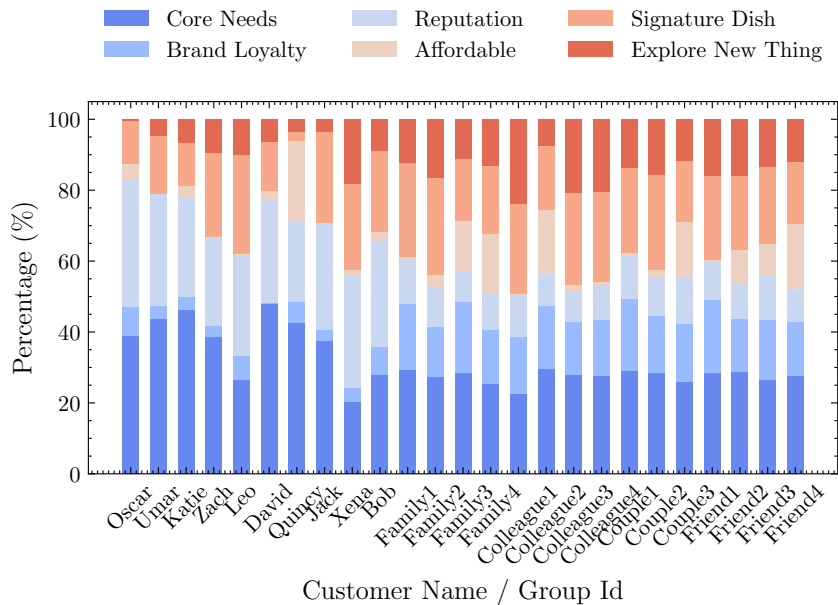 Core Needs Reputation Signature Dish
Brand Loyalty Affordable Explore New Thing
Percentage (%)
100
80
60
40
20
0
Oscar Umar Katie Zach Leo David Quincy Jack Xena Bob Family1 Family2 Family3 Family4 Colleague1 Colleague2 Colleague3 Colleague4 Couple1 Couple2 Couple3 Friend1 Friend2 Friend3 Friend4
Customer Name / Group Id